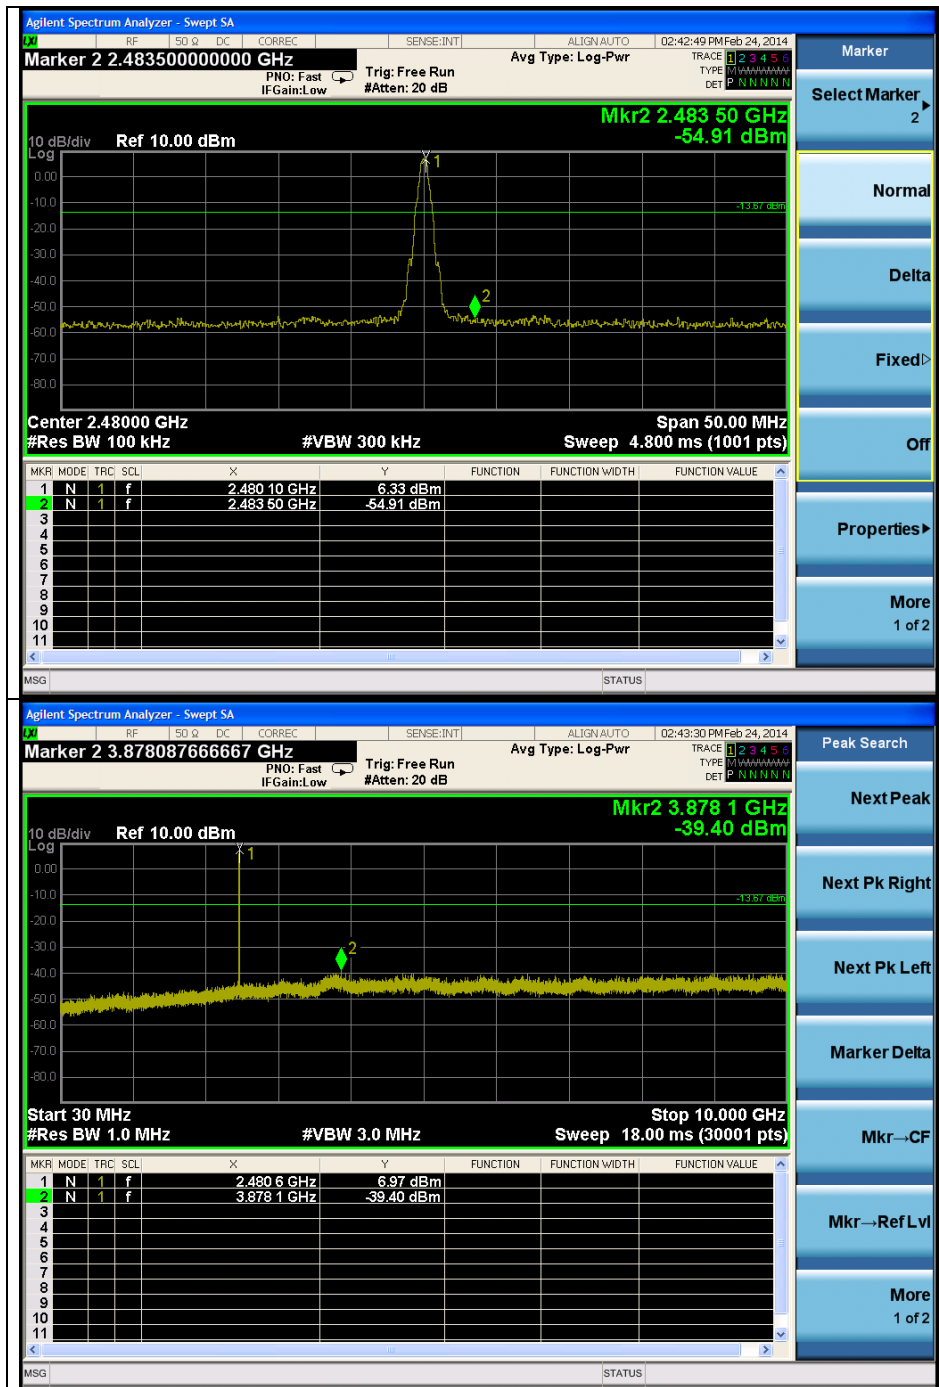 Agilent Spectrum Analyzer - Swept SA
LXI RF 50 Ω DC CORREC SENSE:INT ALIGN AUTO 02:42:49 PM Feb 24, 2014
Marker 2 2.483500000000 GHz
PNO: Fast
IFGain:Low
Trig: Free Run
#Atten: 20 dB
Avg Type: Log-Pwr
TRACE 1 2 3 4 5 6
TYPE M
DET P N N N N N
Mkr2 2.483 50 GHz
-54.91 dBm
10 dB/div Ref 10.00 dBm
Log
1
0.00
-10.0
-13.67 dBm
-20.0
-30.0
-40.0
2
-50.0
-60.0
-70.0
-80.0
Center 2.48000 GHz Span 50.00 MHz
#Res BW 100 kHz #VBW 300 kHz Sweep 4.800 ms (1001 pts)
MKR MODE TRC SCL X Y FUNCTION FUNCTION WIDTH FUNCTION VALUE
1 N 1 f 2.480 10 GHz 6.33 dBm
2 N 1 f 2.483 50 GHz -54.91 dBm
3
4
5
6
7
8
9
10
11
MSG STATUS
Marker
Select Marker
2
Normal
Delta
Fixed
Off
Properties
More
1 of 2
Agilent Spectrum Analyzer - Swept SA
LXI RF 50 Ω DC CORREC SENSE:INT ALIGN AUTO 02:43:30 PM Feb 24, 2014
Marker 2 3.878087666667 GHz
PNO: Fast
IFGain:Low
Trig: Free Run
#Atten: 20 dB
Avg Type: Log-Pwr
TRACE 1 2 3 4 5 6
TYPE M
DET P N N N N N
Mkr2 3.878 1 GHz
-39.40 dBm
10 dB/div Ref 10.00 dBm
Log
1
0.00
-10.0
-13.67 dBm
-20.0
-30.0
2
-40.0
-50.0
-60.0
-70.0
-80.0
Start 30 MHz Stop 10.000 GHz
#Res BW 1.0 MHz #VBW 3.0 MHz Sweep 18.00 ms (30001 pts)
MKR MODE TRC SCL X Y FUNCTION FUNCTION WIDTH FUNCTION VALUE
1 N 1 f 2.480 6 GHz 6.97 dBm
2 N 1 f 3.878 1 GHz -39.40 dBm
3
4
5
6
7
8
9
10
11
MSG STATUS
Peak Search
Next Peak
Next Pk Right
Next Pk Left
Marker Delta
Mkr→CF
Mkr→Ref Lvl
More
1 of 2